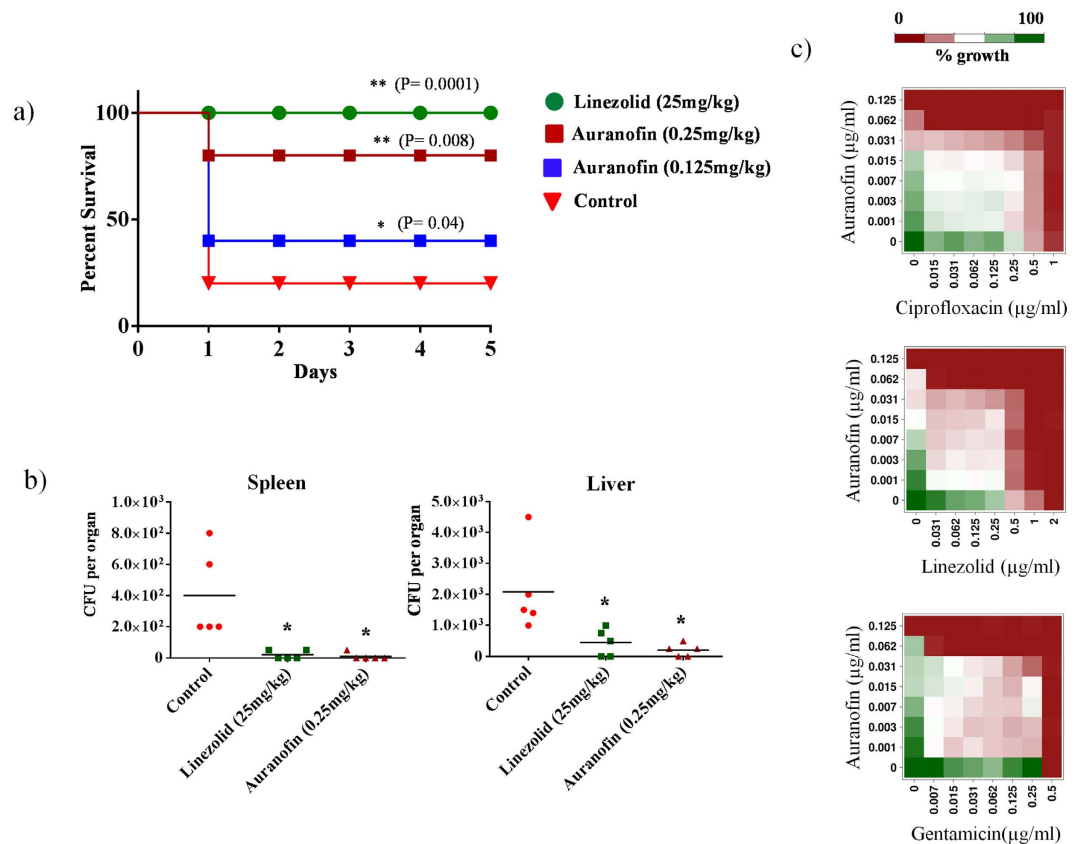 a)
Percent Survival
100
50
0
0 1 2 3 4 5
Days
** (P= 0.0001)
** (P= 0.008)
* (P= 0.04)
Linezolid (25mg/kg)
Auranofin (0.25mg/kg)
Auranofin (0.125mg/kg)
Control
b)
Spleen
CFU per organ
1.0×10³
8.0×10²
6.0×10²
4.0×10²
2.0×10²
0
*
*
Control
Linezolid (25mg/kg)
Auranofin (0.25mg/kg)
Liver
CFU per organ
5.0×10³
4.0×10³
3.0×10³
2.0×10³
1.0×10³
0
*
*
Control
Linezolid (25mg/kg)
Auranofin (0.25mg/kg)
c)
0 100
% growth
Auranofin (µg/ml)
0.125
0.062
0.031
0.015
0.007
0.003
0.001
0
0 0.015 0.031 0.062 0.125 0.25 0.5 1
Ciprofloxacin (µg/ml)
Auranofin (µg/ml)
0.125
0.062
0.031
0.015
0.007
0.003
0.001
0
0 0.031 0.062 0.125 0.25 0.5 1 2
Linezolid (µg/ml)
Auranofin (µg/ml)
0.125
0.062
0.031
0.015
0.007
0.003
0.001
0
0 0.007 0.015 0.031 0.062 0.125 0.25 0.5
Gentamicin(µg/ml)